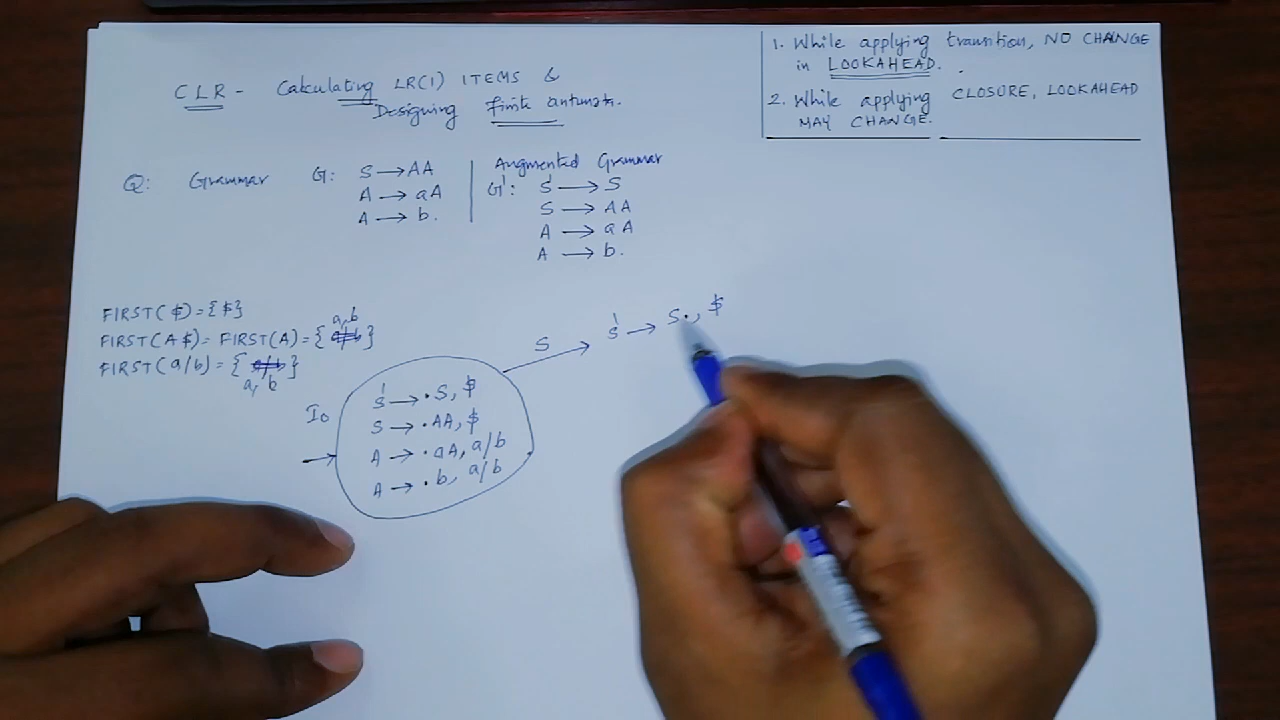 CLR - Calculating LR(1) ITEMS &
Designing finite automata.
1. While applying transition, NO CHANGE
in LOOKAHEAD.
2. While applying CLOSURE, LOOKAHEAD
MAY CHANGE.
Q: Grammar G: S → AA
A → aA
A → b.
Augmented Grammar
G': S' → S
S → AA
A → aA
A → b.
FIRST($) = {$}
FIRST(A$) = FIRST(A) = {a, b}
FIRST(a/b) = {a, b}
I0
S' → ·S, $
S → ·AA, $
A → ·aA, a/b
A → ·b, a/b
S
S' → S·, $